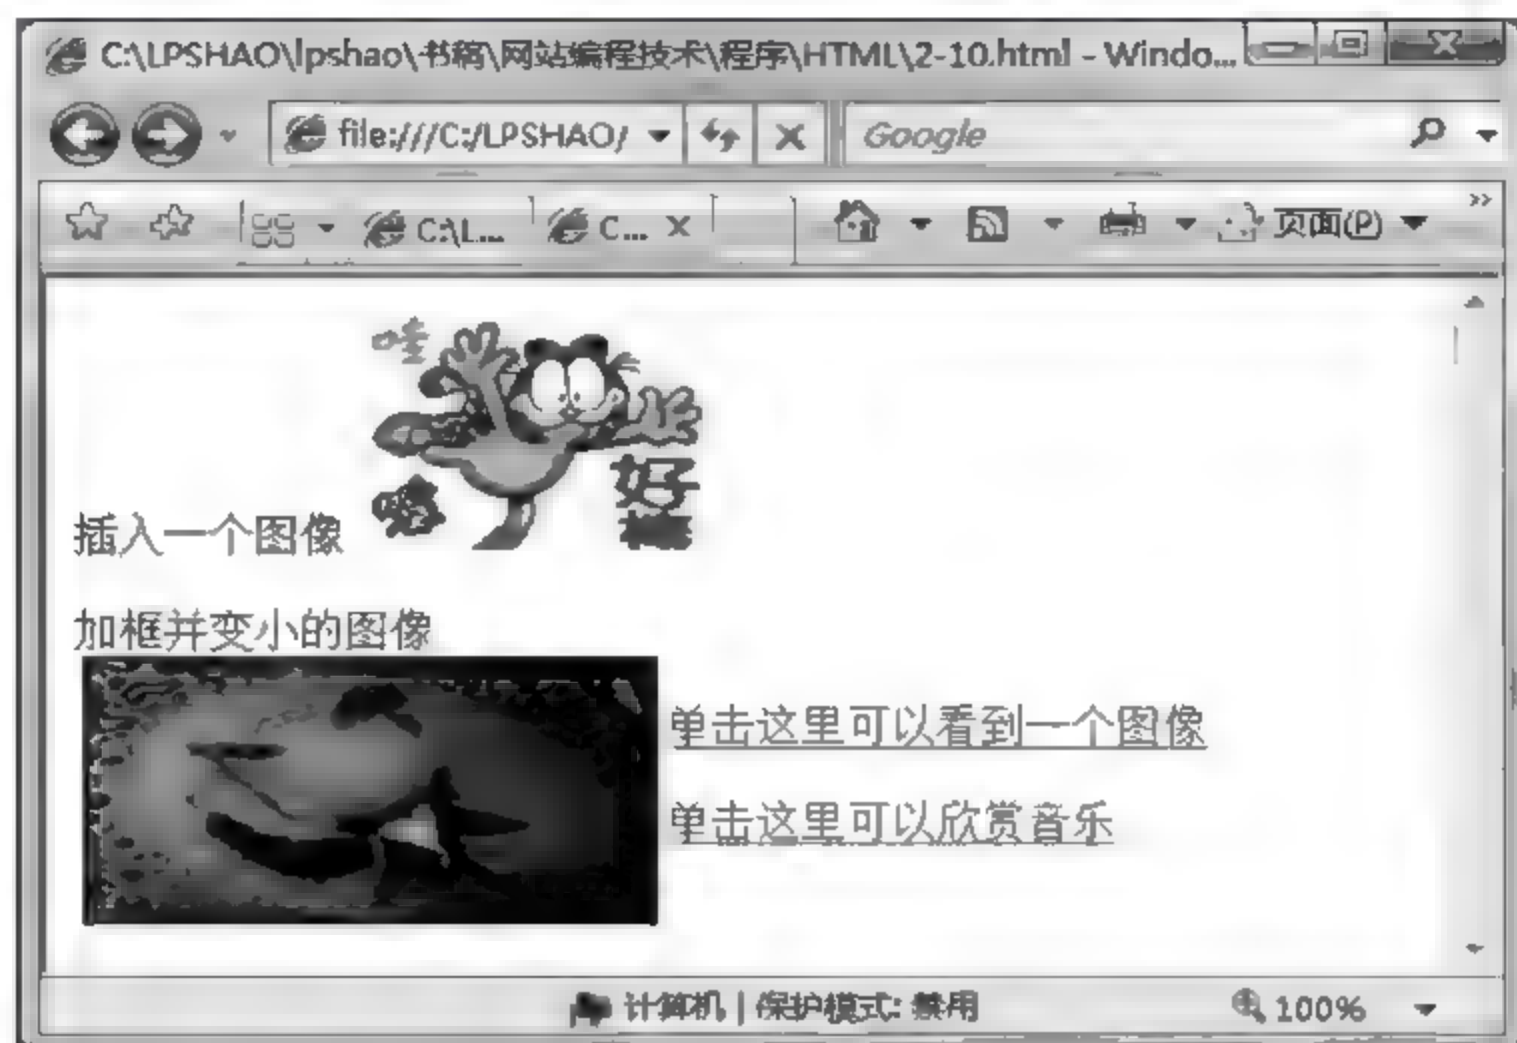 C:\LPSHAO\lpshao\书稿\网站编程技术\程序\HTML\2-10.html - Windo...
file:///C:/LPSHAO/ Google
C:\L... C... 页面(P) »
哇
好
插入一个图像
加框并变小的图像
单击这里可以看到一个图像
单击这里可以欣赏音乐
计算机 | 保护模式: 禁用 100%